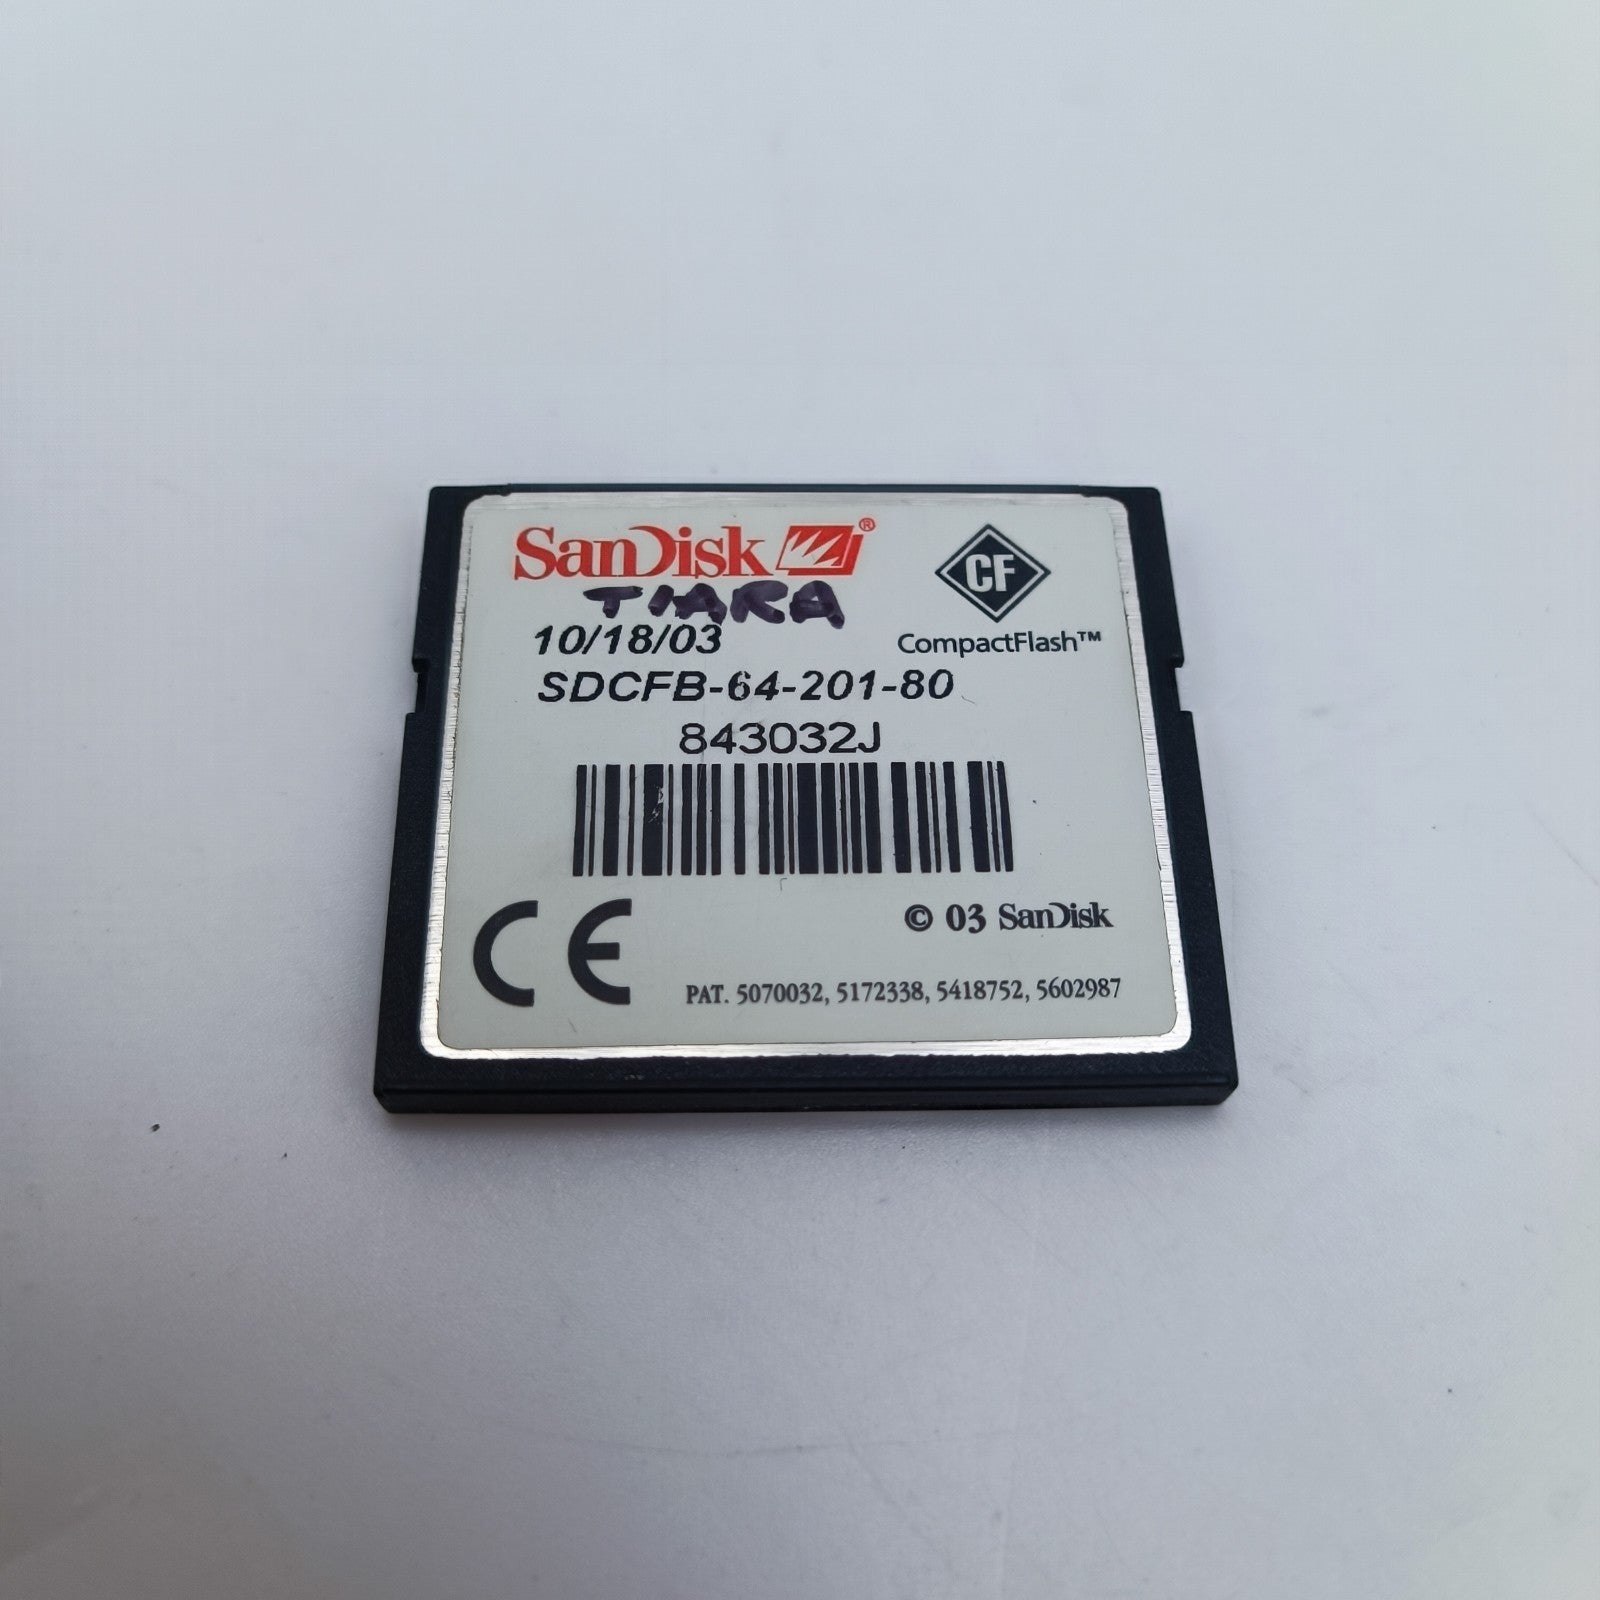 SanDisk ®
CF
TIARA
CompactFlash™
10/18/03
SDCFB-64-201-80
843032J
CE
© 03 SanDisk
PAT. 5070032, 5172338, 5418752, 5602987